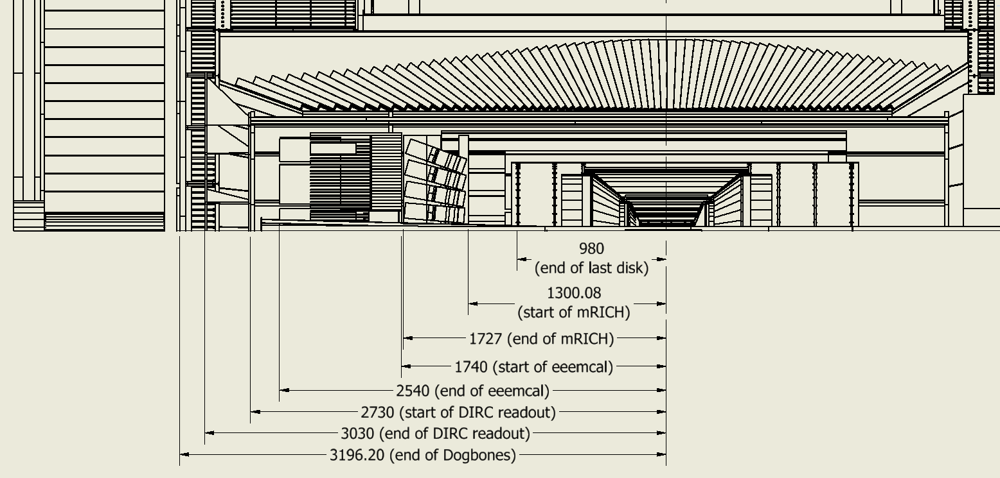 980
(end of last disk)
1300.08
(start of mRICH)
1727 (end of mRICH)
1740 (start of eeemcal)
2540 (end of eeemcal)
2730 (start of DIRC readout)
3030 (end of DIRC readout)
3196.20 (end of Dogbones)